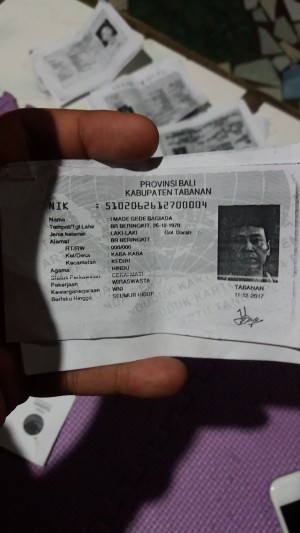 PROVINSI BALI
KABUPATEN TABANAN
NIK : 5102062612700004
Nama : I MADE GEDE BAGIADA
Tempat/Tgl Lahir : BR BERINGKIT, 26-12-1970
Jenis Kelamin : LAKI-LAKI Gol. Darah :
Alamat : BR BERINGKIT
RT/RW : 000/000
Kel/Desa : KABA-KABA
Kecamatan : KEDIRI
Agama : HINDU
Status Perkawinan : CERAI MATI
Pekerjaan : WIRASWASTA
Kewarganegaraan : WNI
Berlaku Hingga : SEUMUR HIDUP
TABANAN
11-12-2017